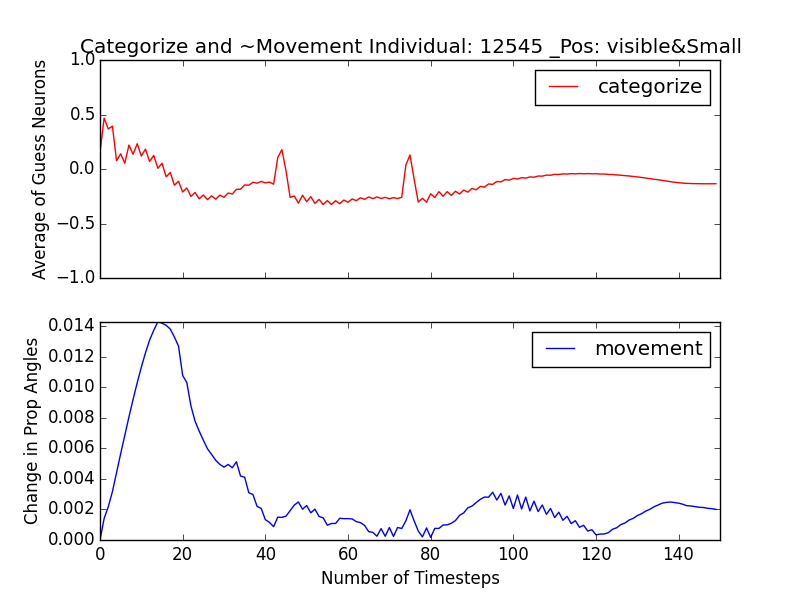 Categorize and ~Movement Individual: 12545 _Pos: visible&Small
1.0
0.5
0.0
−0.5
−1.0
Average of Guess Neurons
categorize
0.014
0.012
0.010
0.008
0.006
0.004
0.002
0.000
Change in Prop Angles
movement
0 20 40 60 80 100 120 140
Number of Timesteps